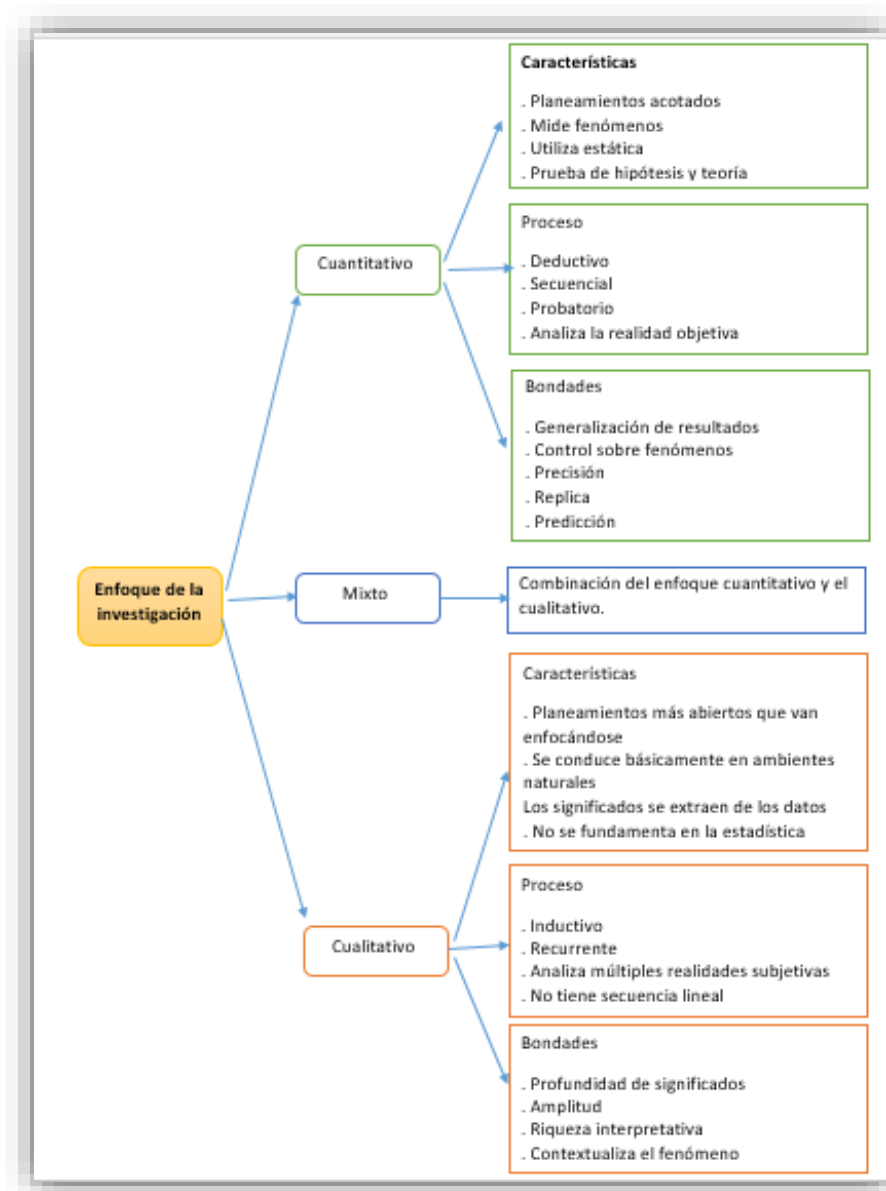 Características
. Planeamientos acotados
. Mide fenómenos
. Utiliza estática
. Prueba de hipótesis y teoría
Proceso
. Deductivo
. Secuencial
. Probatorio
. Analiza la realidad objetiva
Cuantitativo
Bondades
. Generalización de resultados
. Control sobre fenómenos
. Precisión
. Replica
. Predicción
Enfoque de la
investigación
Mixto
Combinación del enfoque cuantitativo y el
cualitativo.
Características
. Planeamientos más abiertos que van
enfocándose
. Se conduce básicamente en ambientes
naturales
Los significados se extraen de los datos
. No se fundamenta en la estadística
Proceso
. Inductivo
. Recurrente
. Analiza múltiples realidades subjetivas
. No tiene secuencia lineal
Cualitativo
Bondades
. Profundidad de significados
. Amplitud
. Riqueza interpretativa
. Contextualiza el fenómeno